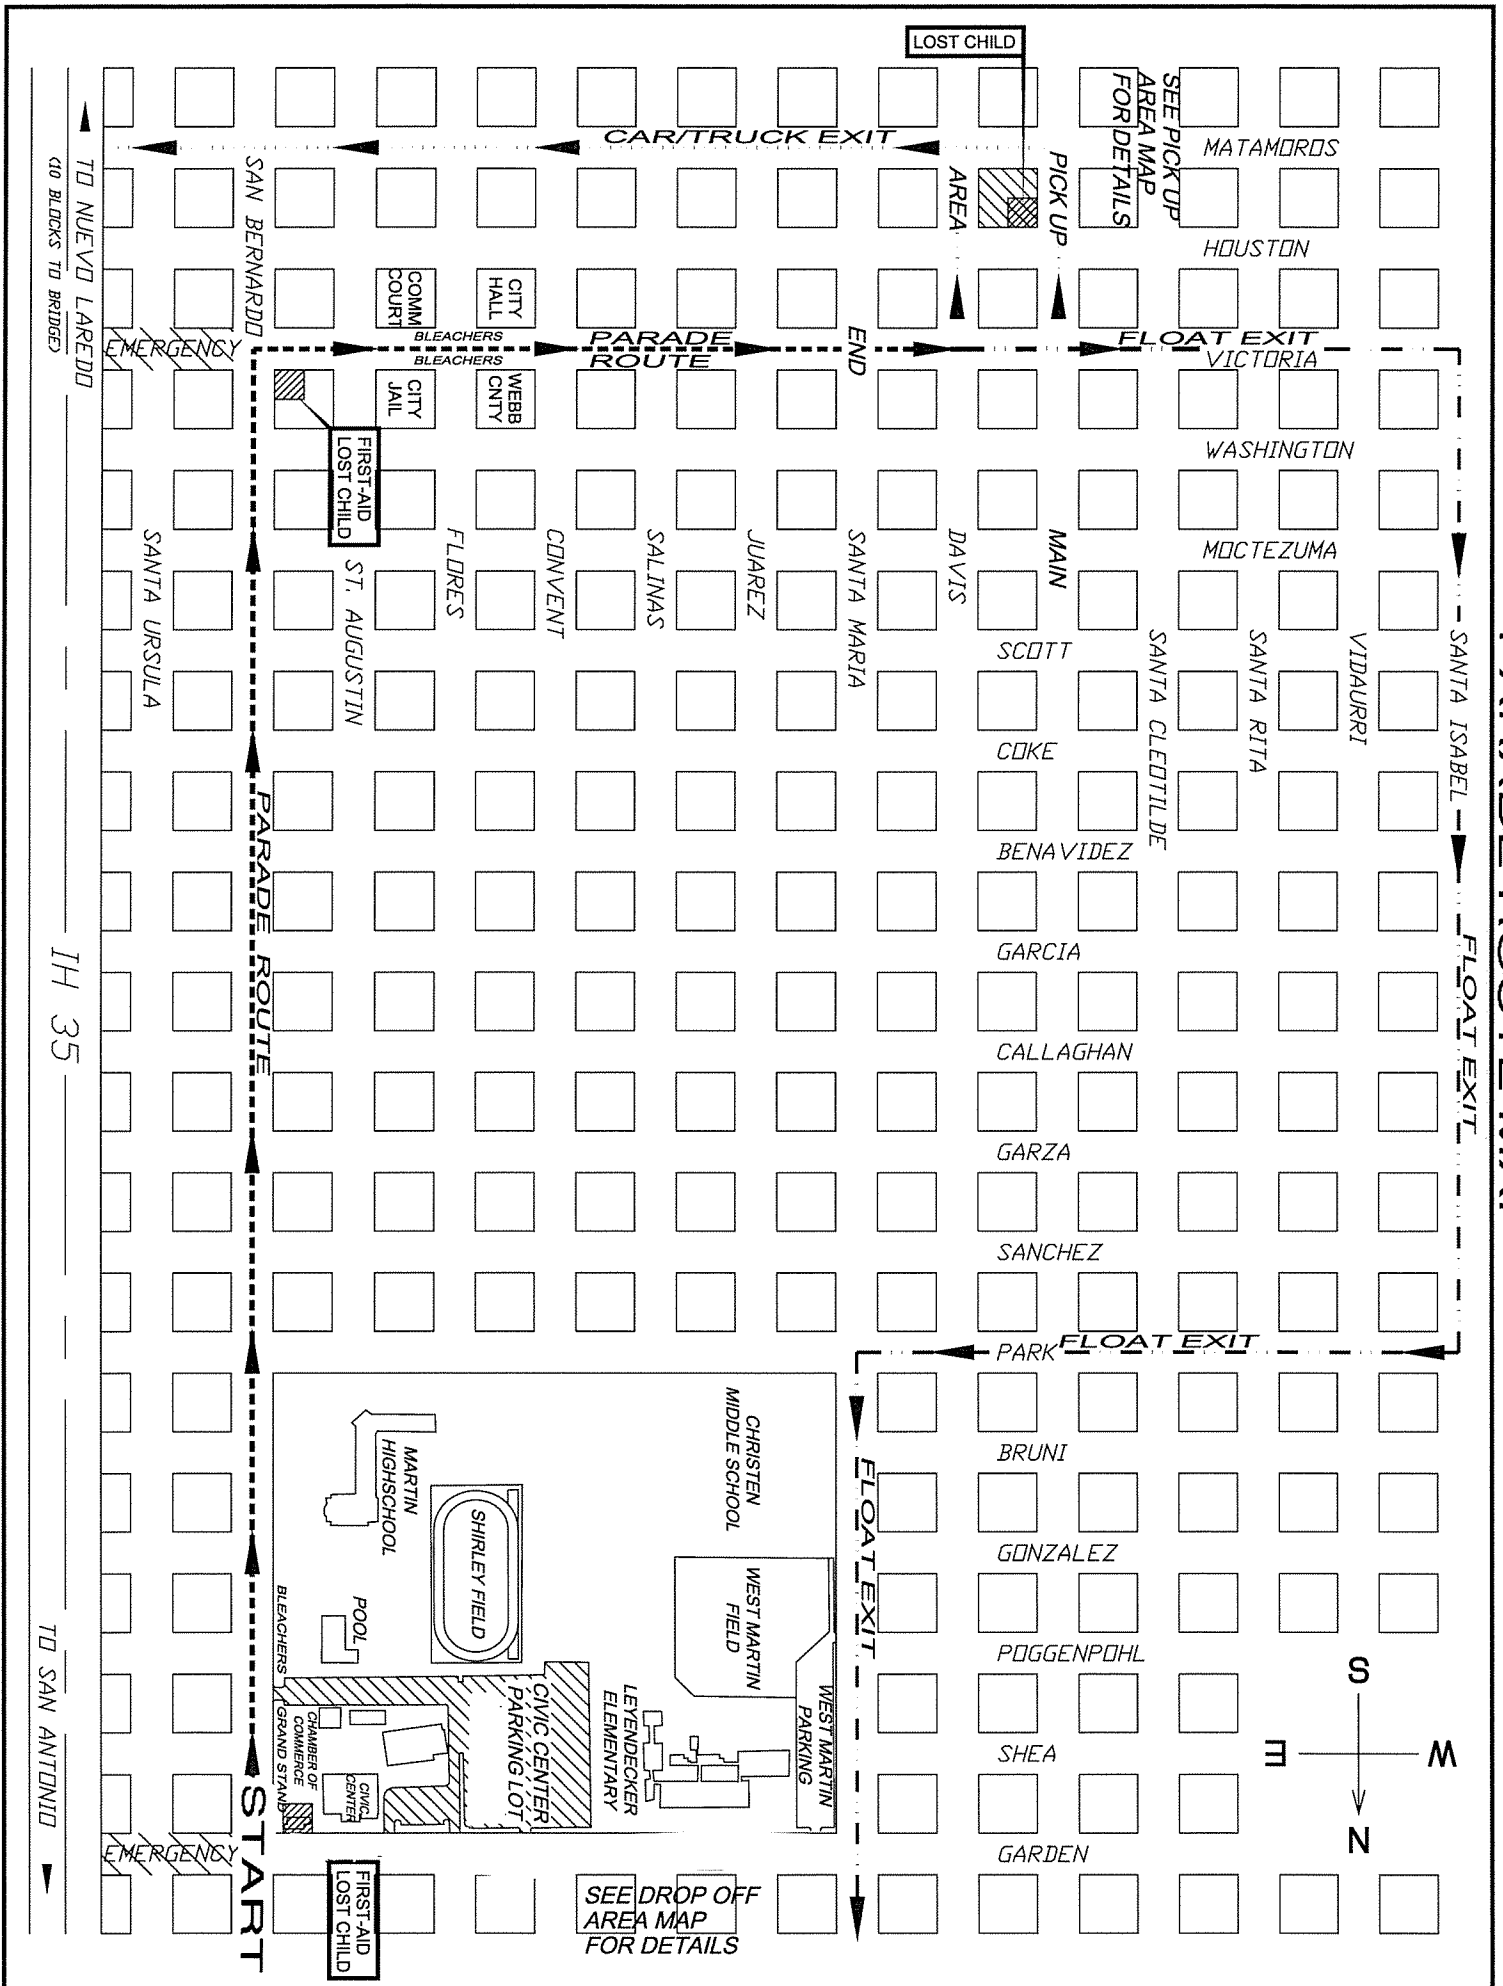 LOST CHILD
SEE PICK UP
AREA MAP
FOR DETAILS
CAR/TRUCK EXIT
MATAMOROS
PICK UP
AREA
HOUSTON
TO NUEVO LAREDO
(10 BLOCKS TO BRIDGE)
SAN BERNARDO
COMM
COURT
CITY
HALL
EMERGENCY
BLEACHERS
BLEACHERS
PARADE
ROUTE
END
FLOAT EXIT
VICTORIA
CITY
JAIL
WEBB
CNTY
FIRST-AID
LOST CHILD
WASHINGTON
MOCTEZUMA
SANTA URSULA
ST. AUGUSTIN
FLORES
CONVENT
SALINAS
JUAREZ
SANTA MARIA
DAVIS
MAIN
SANTA CLEOTILDE
SANTA RITA
VIDAURRI
SANTA ISABEL
SCOTT
COKE
BENAVIDEZ
GARCIA
CALLAGHAN
GARZA
SANCHEZ
PARADE ROUTE
FLOAT EXIT
IH 35
PARK
FLOAT EXIT
BRUNI
GONZALEZ
POGGENPOHL
SHEA
GARDEN
FLOAT EXIT
CHRISTEN
MIDDLE SCHOOL
MARTIN
HIGHSCHOOL
SHIRLEY FIELD
WEST MARTIN
FIELD
POOL
BLEACHERS
GRAND STAND
CHAMBER OF
COMMERCE
CIVIC
CENTER
CIVIC CENTER
PARKING LOT
LEYENDECKER
ELEMENTARY
WEST MARTIN
PARKING
S
W
E
N
TO SAN ANTONIO
EMERGENCY
START
FIRST-AID
LOST CHILD
SEE DROP OFF
AREA MAP
FOR DETAILS